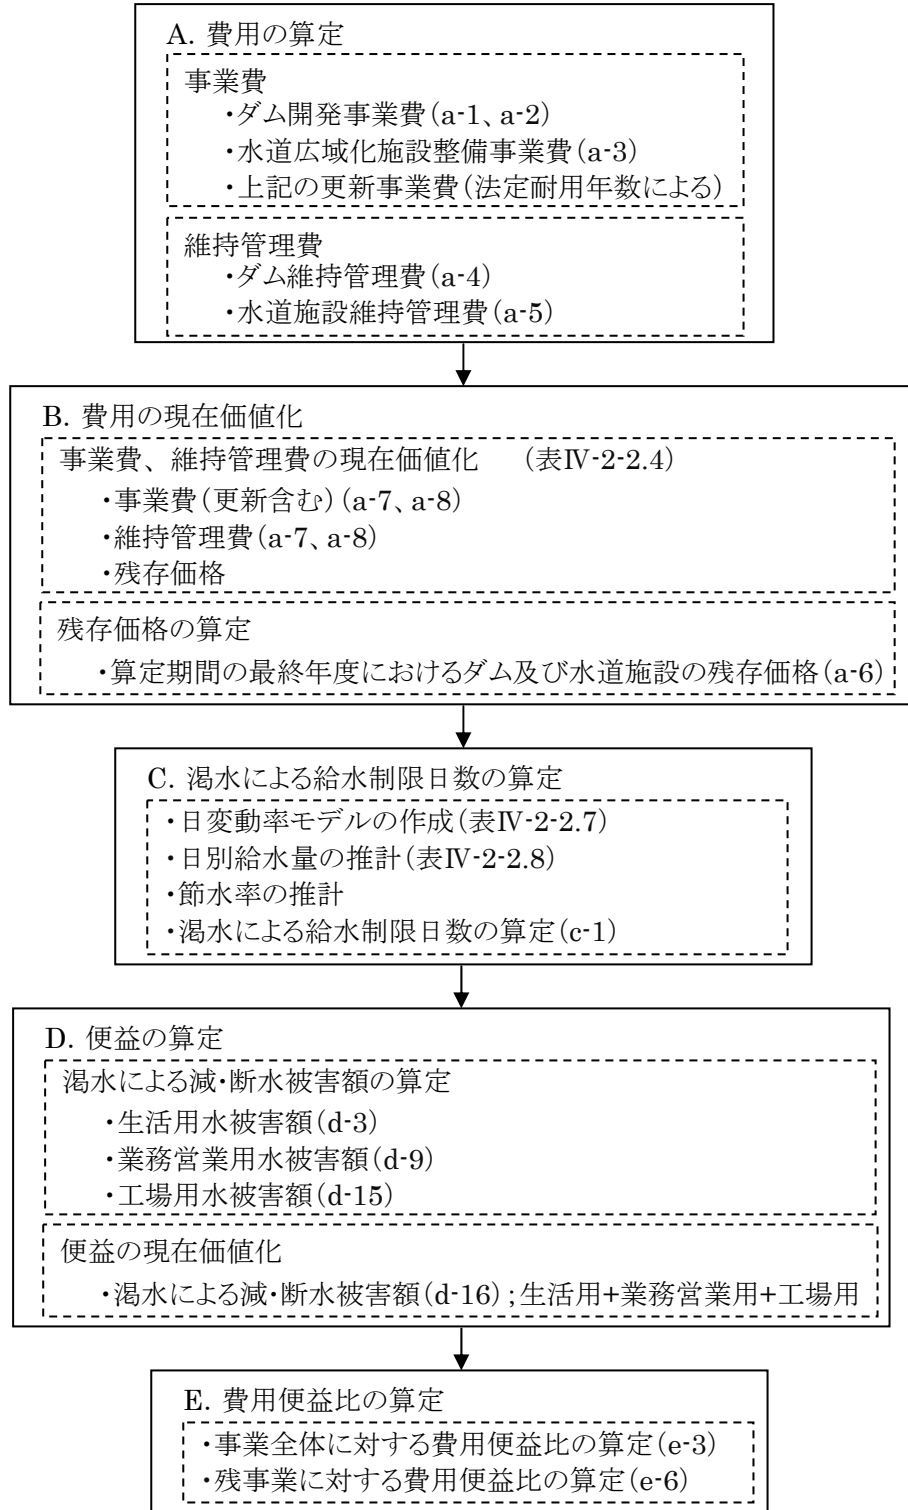 A. 費用の算定
事業費
・ダム開発事業費(a-1、a-2)
・水道広域化施設整備事業費(a-3)
・上記の更新事業費(法定耐用年数による)
維持管理費
・ダム維持管理費(a-4)
・水道施設維持管理費(a-5)
B. 費用の現在価値化
事業費、維持管理費の現在価値化　(表Ⅳ-2-2.4)
・事業費(更新含む)(a-7、a-8)
・維持管理費(a-7、a-8)
・残存価格
残存価格の算定
・算定期間の最終年度におけるダム及び水道施設の残存価格(a-6)
C. 渇水による給水制限日数の算定
・日変動率モデルの作成(表Ⅳ-2-2.7)
・日別給水量の推計(表Ⅳ-2-2.8)
・節水率の推計
・渇水による給水制限日数の算定(c-1)
D. 便益の算定
渇水による減・断水被害額の算定
・生活用水被害額(d-3)
・業務営業用水被害額(d-9)
・工場用水被害額(d-15)
便益の現在価値化
・渇水による減・断水被害額(d-16);生活用+業務営業用+工場用
E. 費用便益比の算定
・事業全体に対する費用便益比の算定(e-3)
・残事業に対する費用便益比の算定(e-6)